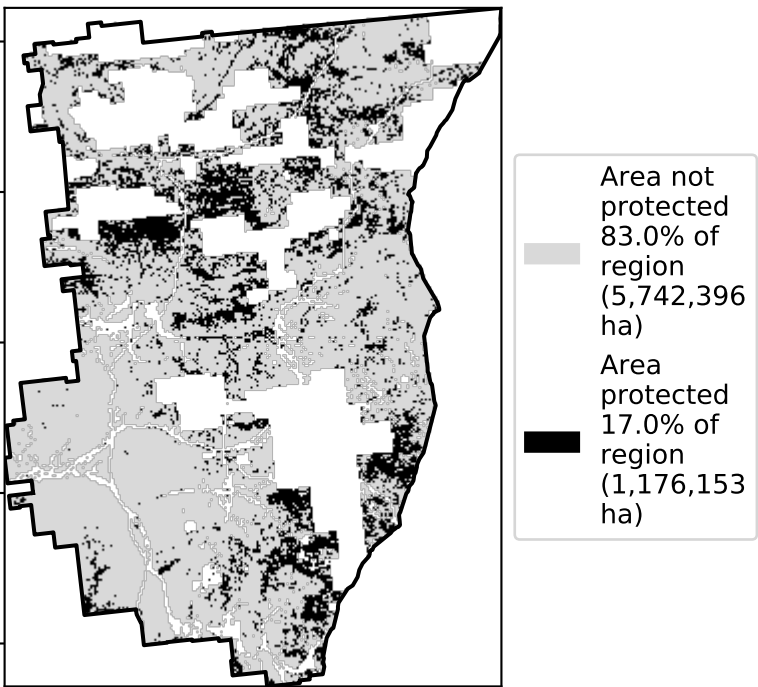 Area not
protected
83.0% of
region
(5,742,396
ha)
Area
protected
17.0% of
region
(1,176,153
ha)